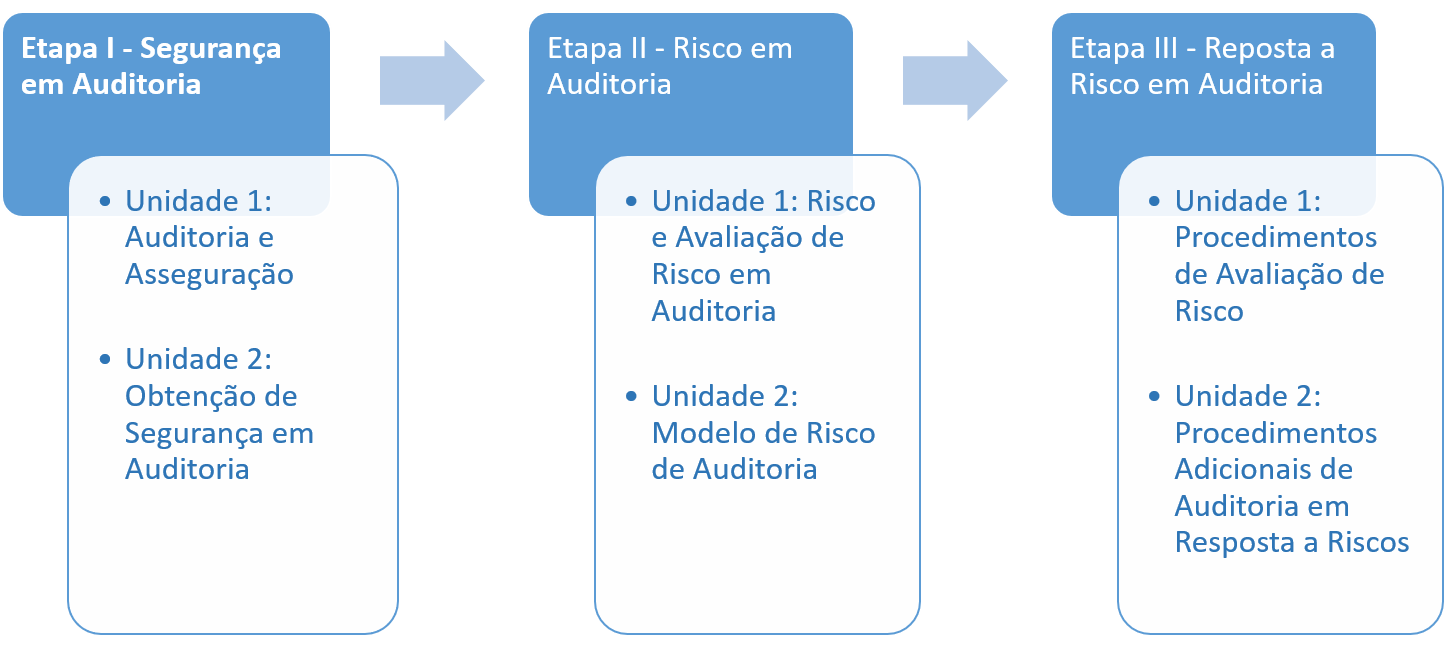 Etapa I - Segurança
em Auditoria
• Unidade 1:
Auditoria e
Asseguração
• Unidade 2:
Obtenção de
Segurança em
Auditoria
Etapa II - Risco em
Auditoria
• Unidade 1: Risco
e Avaliação de
Risco em
Auditoria
• Unidade 2:
Modelo de Risco
de Auditoria
Etapa III - Reposta a
Risco em Auditoria
• Unidade 1:
Procedimentos
de Avaliação de
Risco
• Unidade 2:
Procedimentos
Adicionais de
Auditoria em
Resposta a Riscos